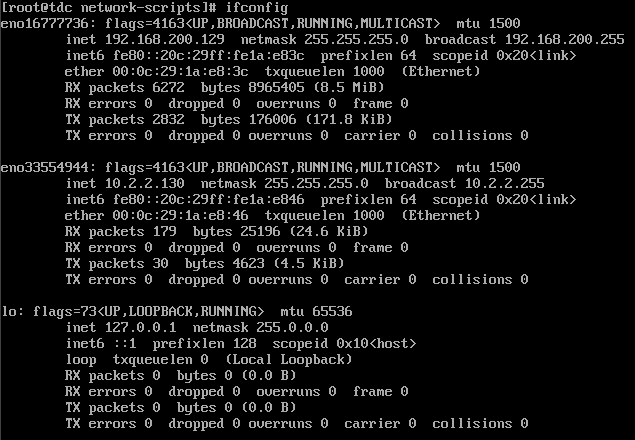 [root@tdc network-scripts]# ifconfig
eno16777736: flags=4163<UP,BROADCAST,RUNNING,MULTICAST>  mtu 1500
        inet 192.168.200.129  netmask 255.255.255.0  broadcast 192.168.200.255
        inet6 fe80::20c:29ff:fe1a:e83c  prefixlen 64  scopeid 0x20<link>
        ether 00:0c:29:1a:e8:3c  txqueuelen 1000  (Ethernet)
        RX packets 6272  bytes 8965405 (8.5 MiB)
        RX errors 0  dropped 0  overruns 0  frame 0
        TX packets 2832  bytes 176006 (171.8 KiB)
        TX errors 0  dropped 0 overruns 0  carrier 0  collisions 0

eno33554944: flags=4163<UP,BROADCAST,RUNNING,MULTICAST>  mtu 1500
        inet 10.2.2.130  netmask 255.255.255.0  broadcast 10.2.2.255
        inet6 fe80::20c:29ff:fe1a:e846  prefixlen 64  scopeid 0x20<link>
        ether 00:0c:29:1a:e8:46  txqueuelen 1000  (Ethernet)
        RX packets 179  bytes 25196 (24.6 KiB)
        RX errors 0  dropped 0  overruns 0  frame 0
        TX packets 30  bytes 4623 (4.5 KiB)
        TX errors 0  dropped 0 overruns 0  carrier 0  collisions 0

lo: flags=73<UP,LOOPBACK,RUNNING>  mtu 65536
        inet 127.0.0.1  netmask 255.0.0.0
        inet6 ::1  prefixlen 128  scopeid 0x10<host>
        loop  txqueuelen 0  (Local Loopback)
        RX packets 0  bytes 0 (0.0 B)
        RX errors 0  dropped 0  overruns 0  frame 0
        TX packets 0  bytes 0 (0.0 B)
        TX errors 0  dropped 0 overruns 0  carrier 0  collisions 0